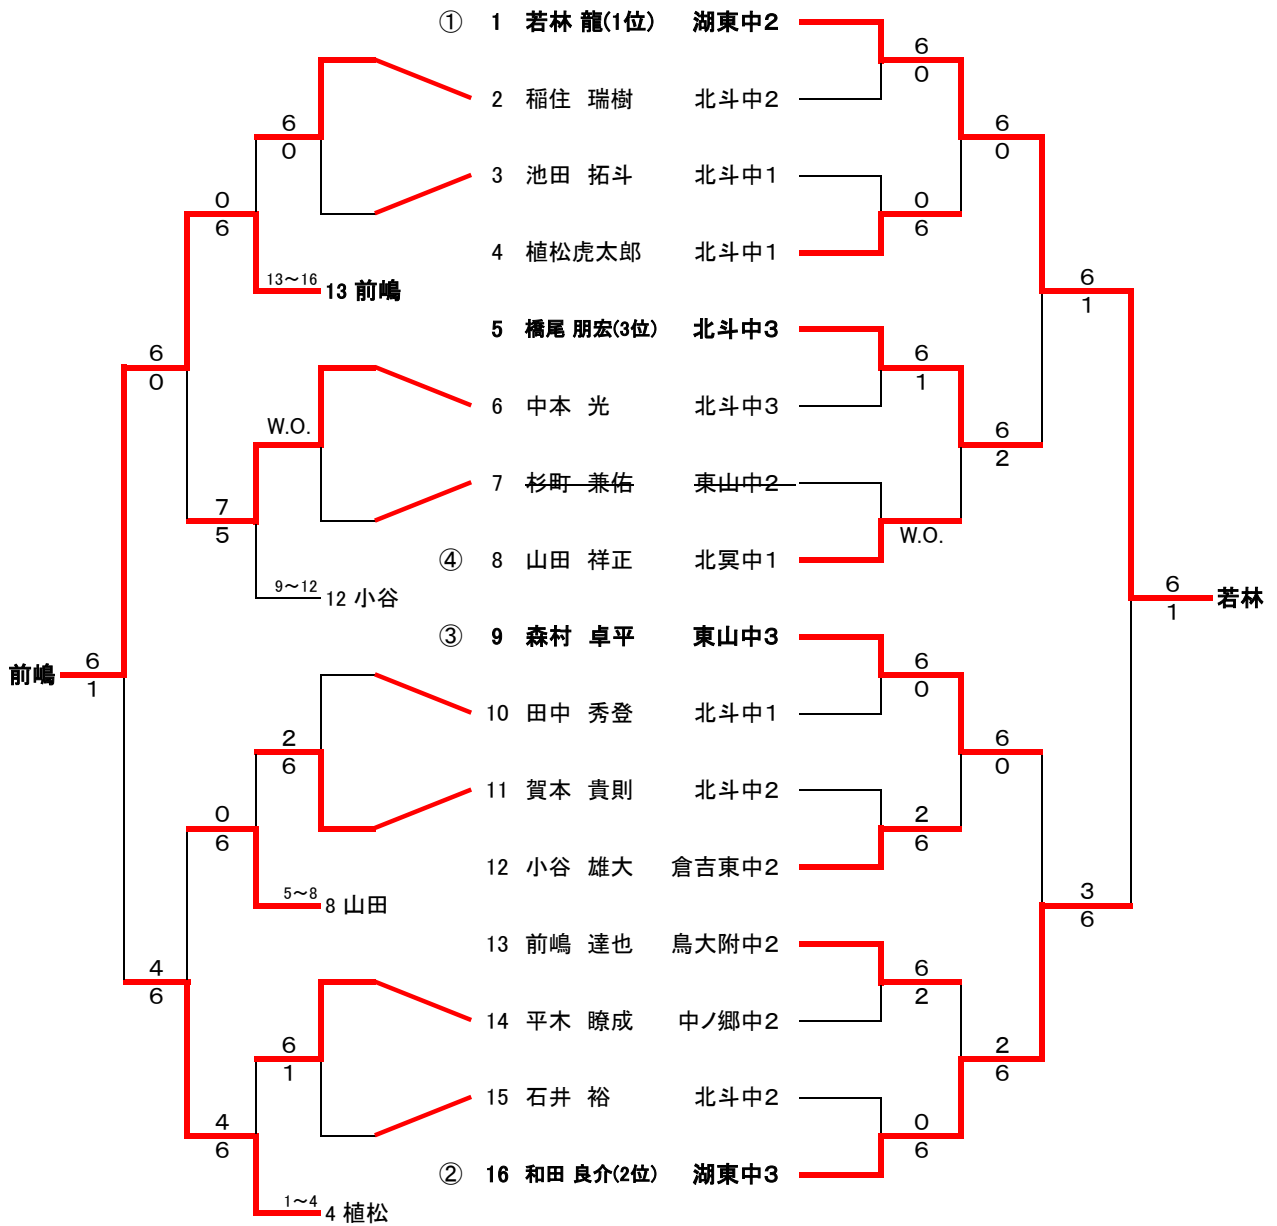 ① 1 若林 龍(1位) 湖東中2
6
0
2 稲住 瑞樹 北斗中2
6
0
6
0
3 池田 拓斗 北斗中1
0
6
0
6
4 植松虎太郎 北斗中1
13～16
13 前嶋
6
1
5 橋尾 朋宏(3位) 北斗中3
6
0
6
1
6 中本 光 北斗中3
W.O.
6
2
7 杉町 兼佑 東山中2
7
5
W.O.
④ 8 山田 祥正 北冥中1
9～12
12 小谷
6
1
若林
③ 9 森村 卓平 東山中3
前嶋
6
1
6
0
10 田中 秀登 北斗中1
2
6
6
0
11 賀本 貴則 北斗中2
0
6
2
6
12 小谷 雄大 倉吉東中2
5～8
8 山田
3
6
13 前嶋 達也 鳥大附中2
4
6
6
2
14 平木 瞭成 中ノ郷中2
6
1
2
6
15 石井 裕 北斗中2
4
6
0
6
② 16 和田 良介(2位) 湖東中3
1～4
4 植松